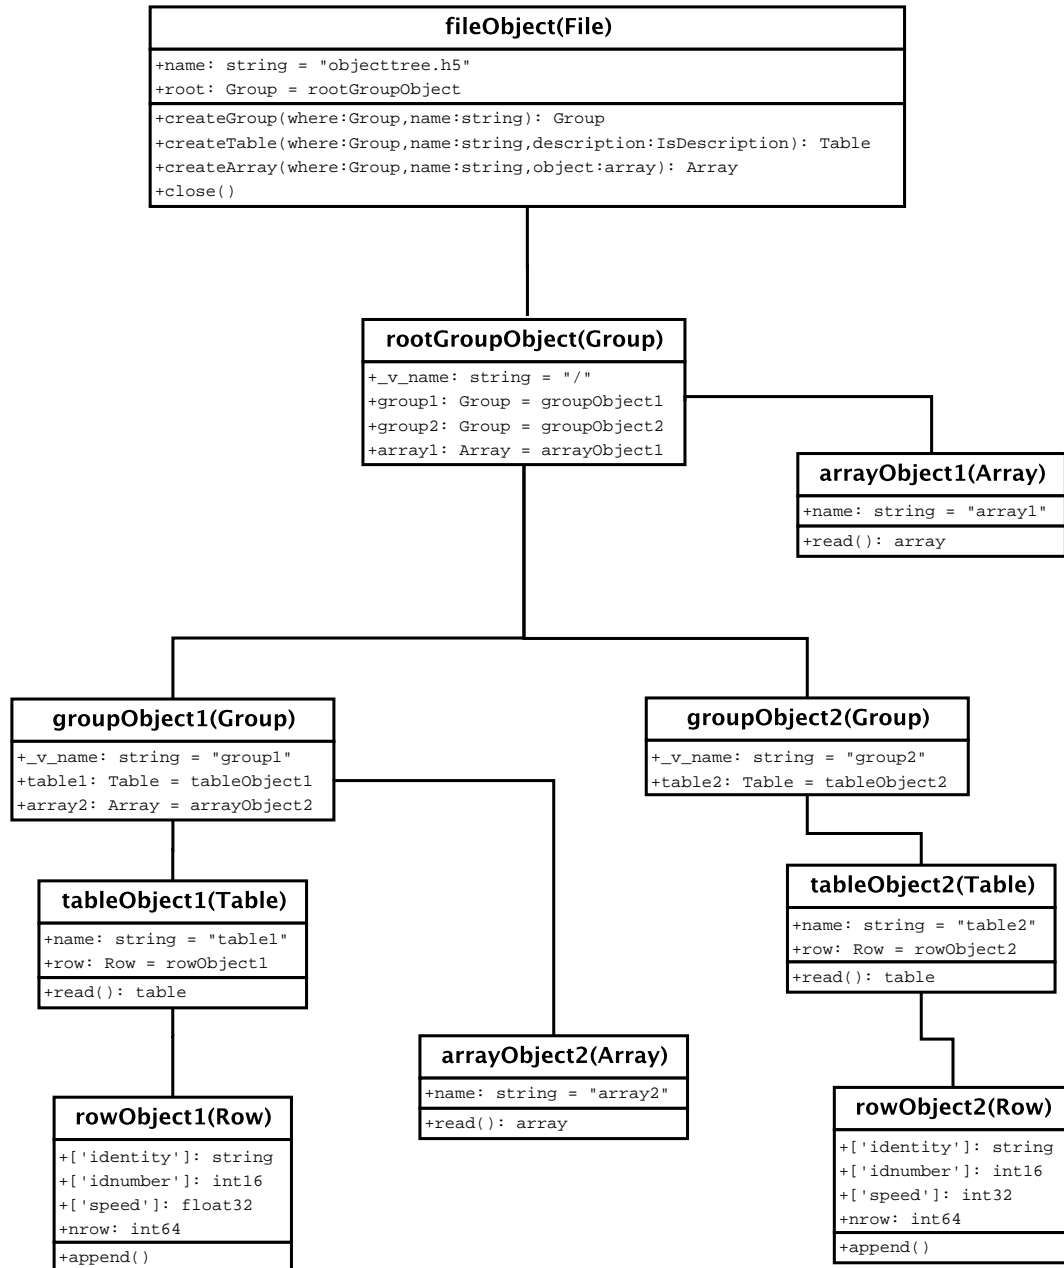 fileObject(File)
+name: string = "objecttree.h5"
+root: Group = rootGroupObject
+createGroup(where:Group,name:string): Group
+createTable(where:Group,name:string,description:IsDescription): Table
+createArray(where:Group,name:string,object:array): Array
+close()
rootGroupObject(Group)
+_v_name: string = "/"
+group1: Group = groupObject1
+group2: Group = groupObject2
+array1: Array = arrayObject1
arrayObject1(Array)
+name: string = "array1"
+read(): array
groupObject1(Group)
+_v_name: string = "group1"
+table1: Table = tableObject1
+array2: Array = arrayObject2
groupObject2(Group)
+_v_name: string = "group2"
+table2: Table = tableObject2
tableObject1(Table)
+name: string = "table1"
+row: Row = rowObject1
+read(): table
tableObject2(Table)
+name: string = "table2"
+row: Row = rowObject2
+read(): table
arrayObject2(Array)
+name: string = "array2"
+read(): array
rowObject1(Row)
+['identity']: string
+['idnumber']: int16
+['speed']: float32
+nrow: int64
+append()
rowObject2(Row)
+['identity']: string
+['idnumber']: int16
+['speed']: int32
+nrow: int64
+append()